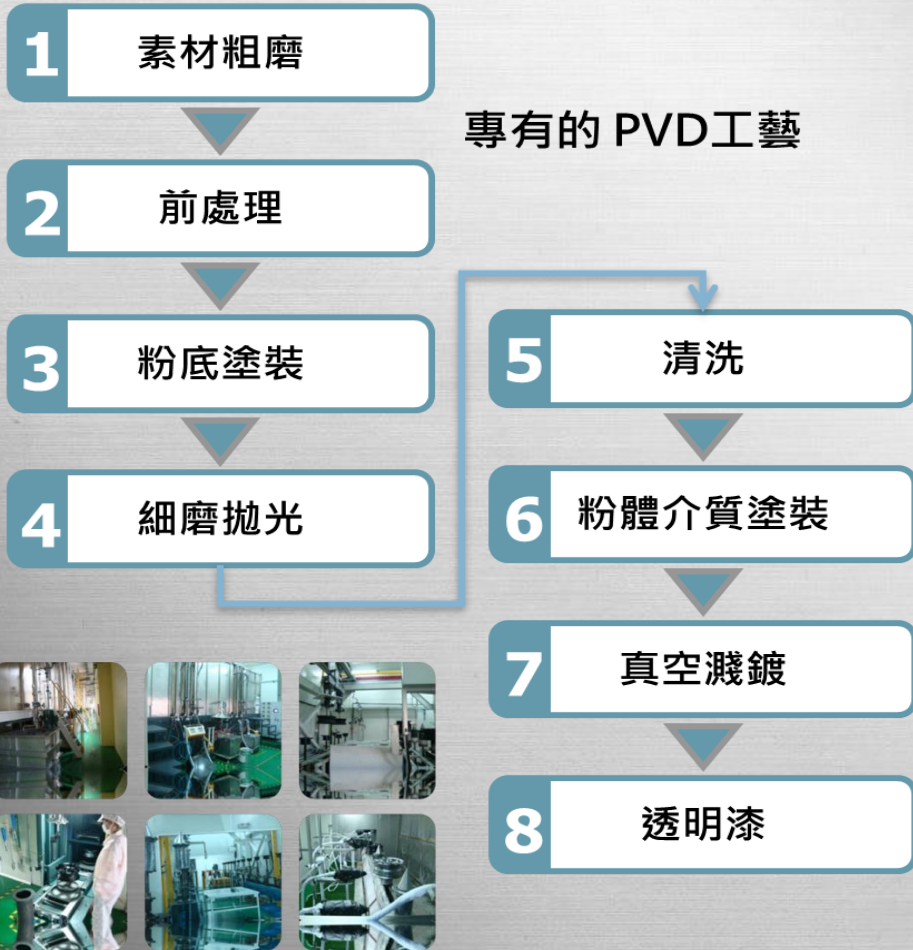 專有的 PVD工藝
1 素材粗磨
2 前處理
3 粉底塗裝
4 細磨拋光
5 清洗
6 粉體介質塗裝
7 真空濺鍍
8 透明漆